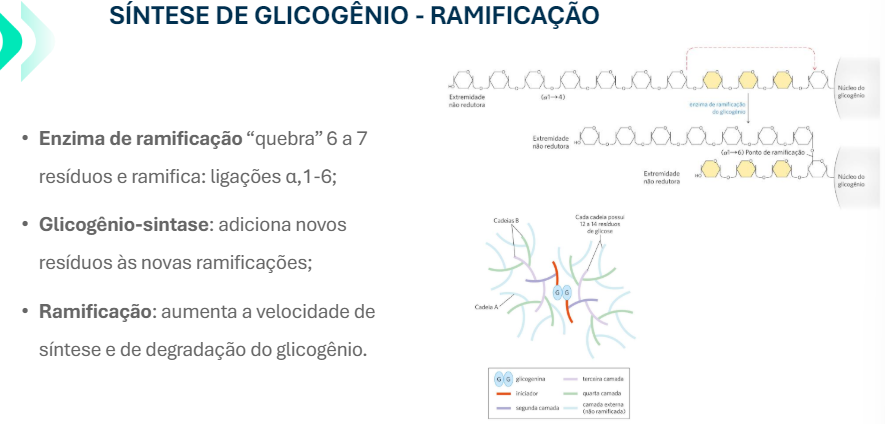 SÍNTESE DE GLICOGÊNIO - RAMIFICAÇÃO
• Enzima de ramificação “quebra” 6 a 7
resíduos e ramifica: ligações α,1-6;
• Glicogênio-sintase: adiciona novos
resíduos às novas ramificações;
• Ramificação: aumenta a velocidade de
síntese e de degradação do glicogênio.
HO
Extremidade
não redutora
(α1→4)
Núcleo de
glicogênio
enzima de ramificação
do glicogênio
Extremidade
não redutora
HO
(α1→6) Ponto de ramificação
Extremidade
não redutora
HO
Núcleo de
glicogênio
Cadeias B
Cada cadeia possui
12 a 14 resíduos
de glicose
G G
Cadeia A
G G glicogenina
iniciador
segunda camada
terceira camada
quarta camada
camada externa
(não ramificada)